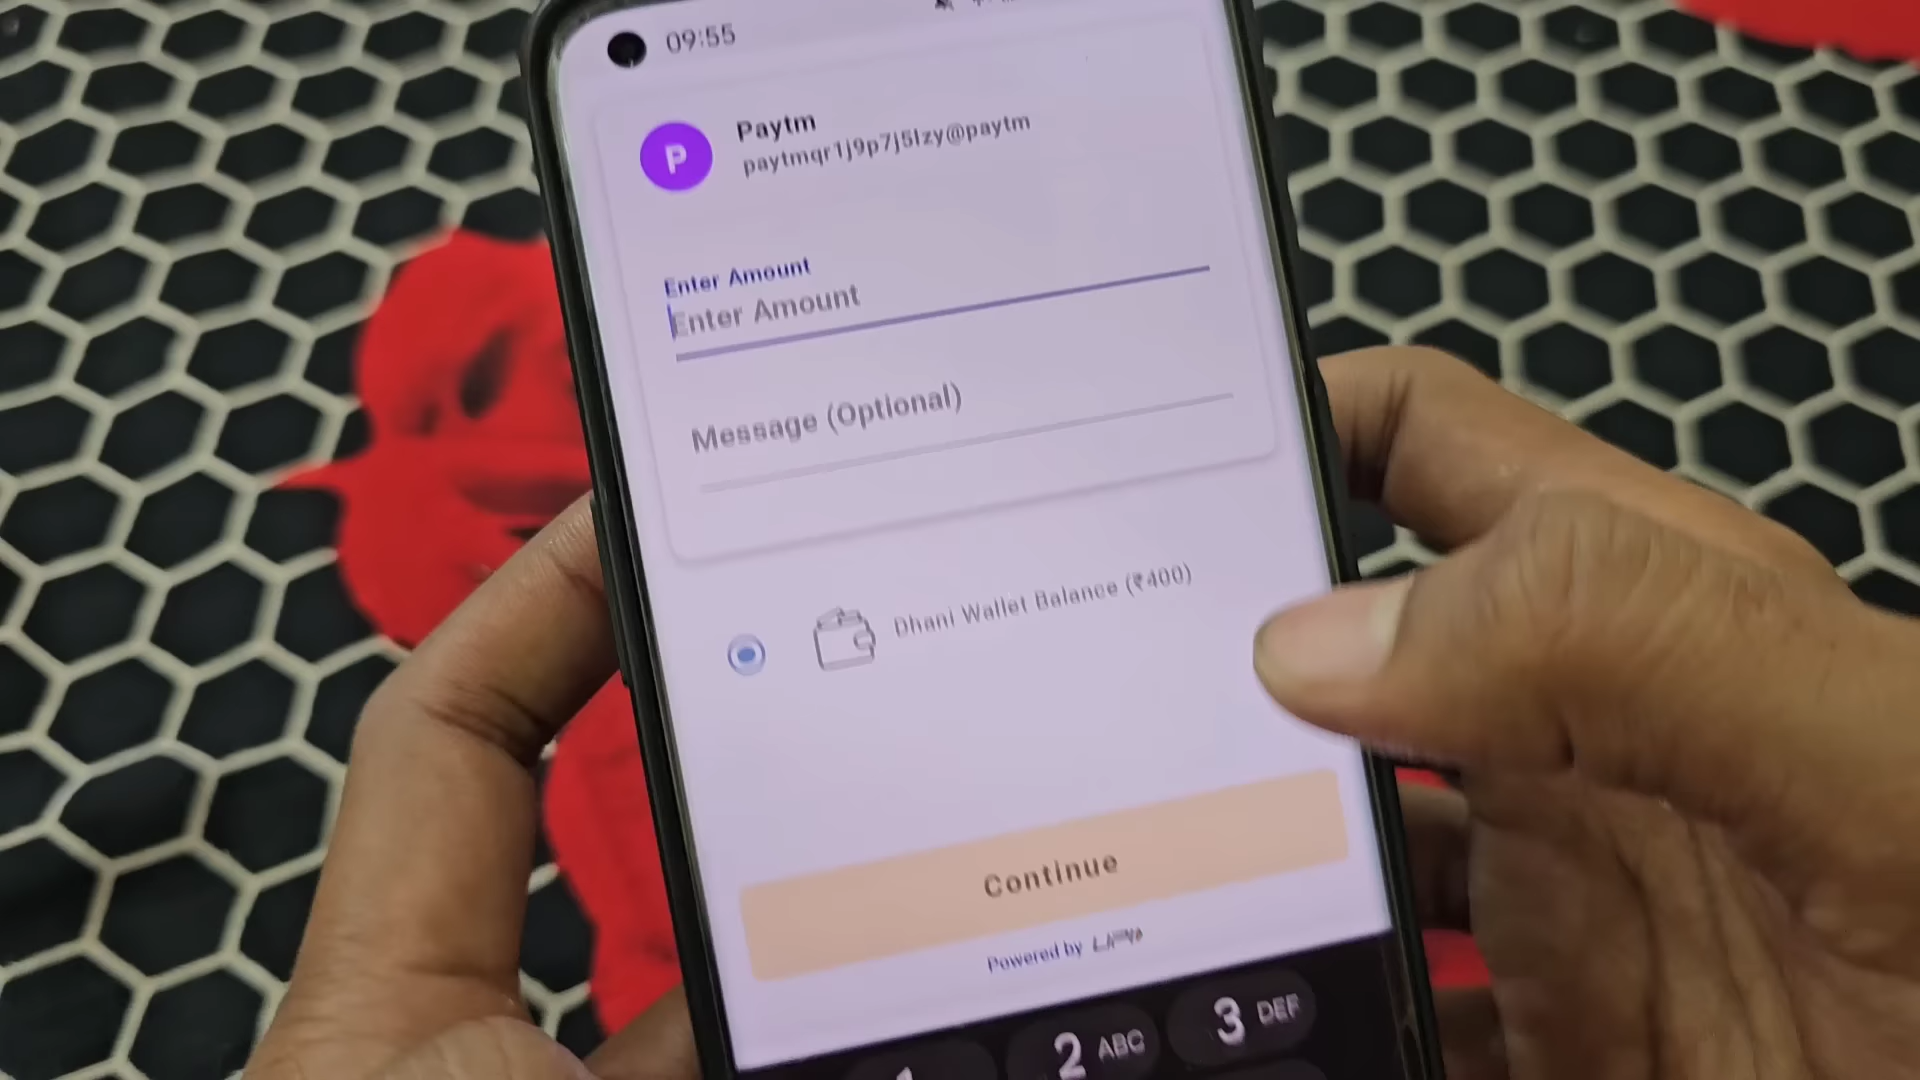 09:55
P
Paytm
paytmqr1j9p7j5lzy@paytm
Enter Amount
Enter Amount
Message (Optional)
Dhani Wallet Balance (₹400)
Continue
Powered by UPI
2 ABC
3 DEF